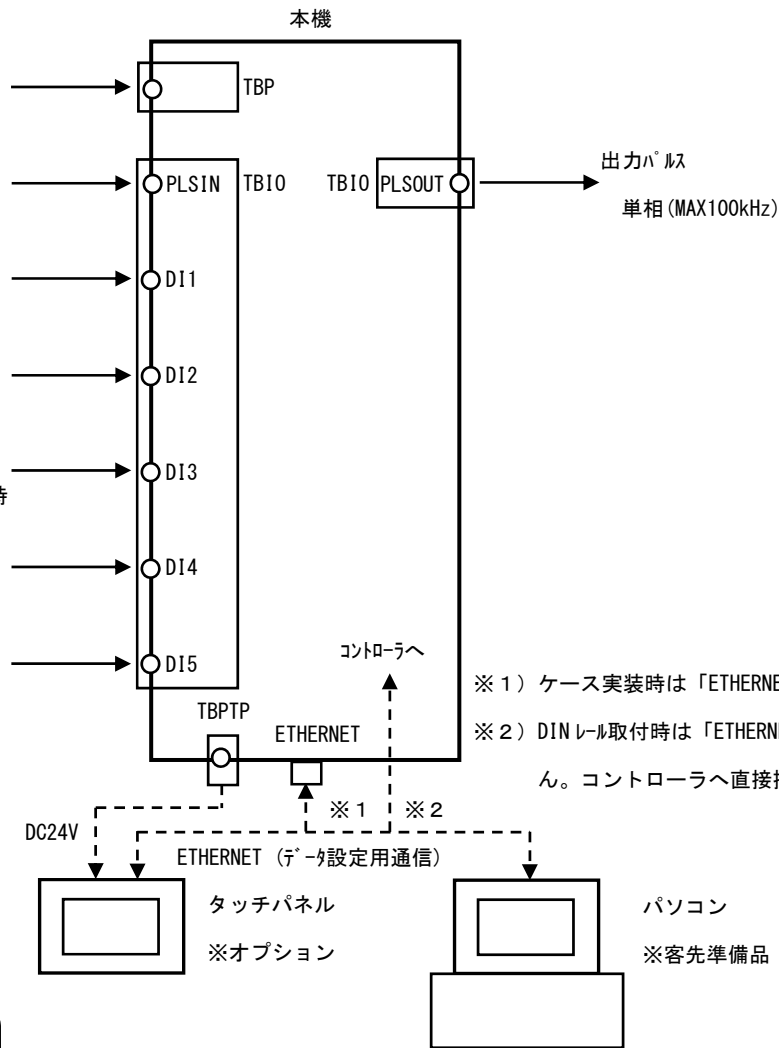 本機
TBP
PLSIN TBIO
TBIO PLSOUT
出力パルス
単相(MAX100kHz)
DI1
DI2
DI3
時
DI4
DI5
コントローラへ
※1) ケース実装時は「ETHERNE
※2) DINレール取付時は「ETHERN
ん。コントローラへ直接接
TBPTP
ETHERNET
※1 ※2
DC24V
ETHERNET (データ設定用通信)
タッチパネル
※オプション
パソコン
※客先準備品